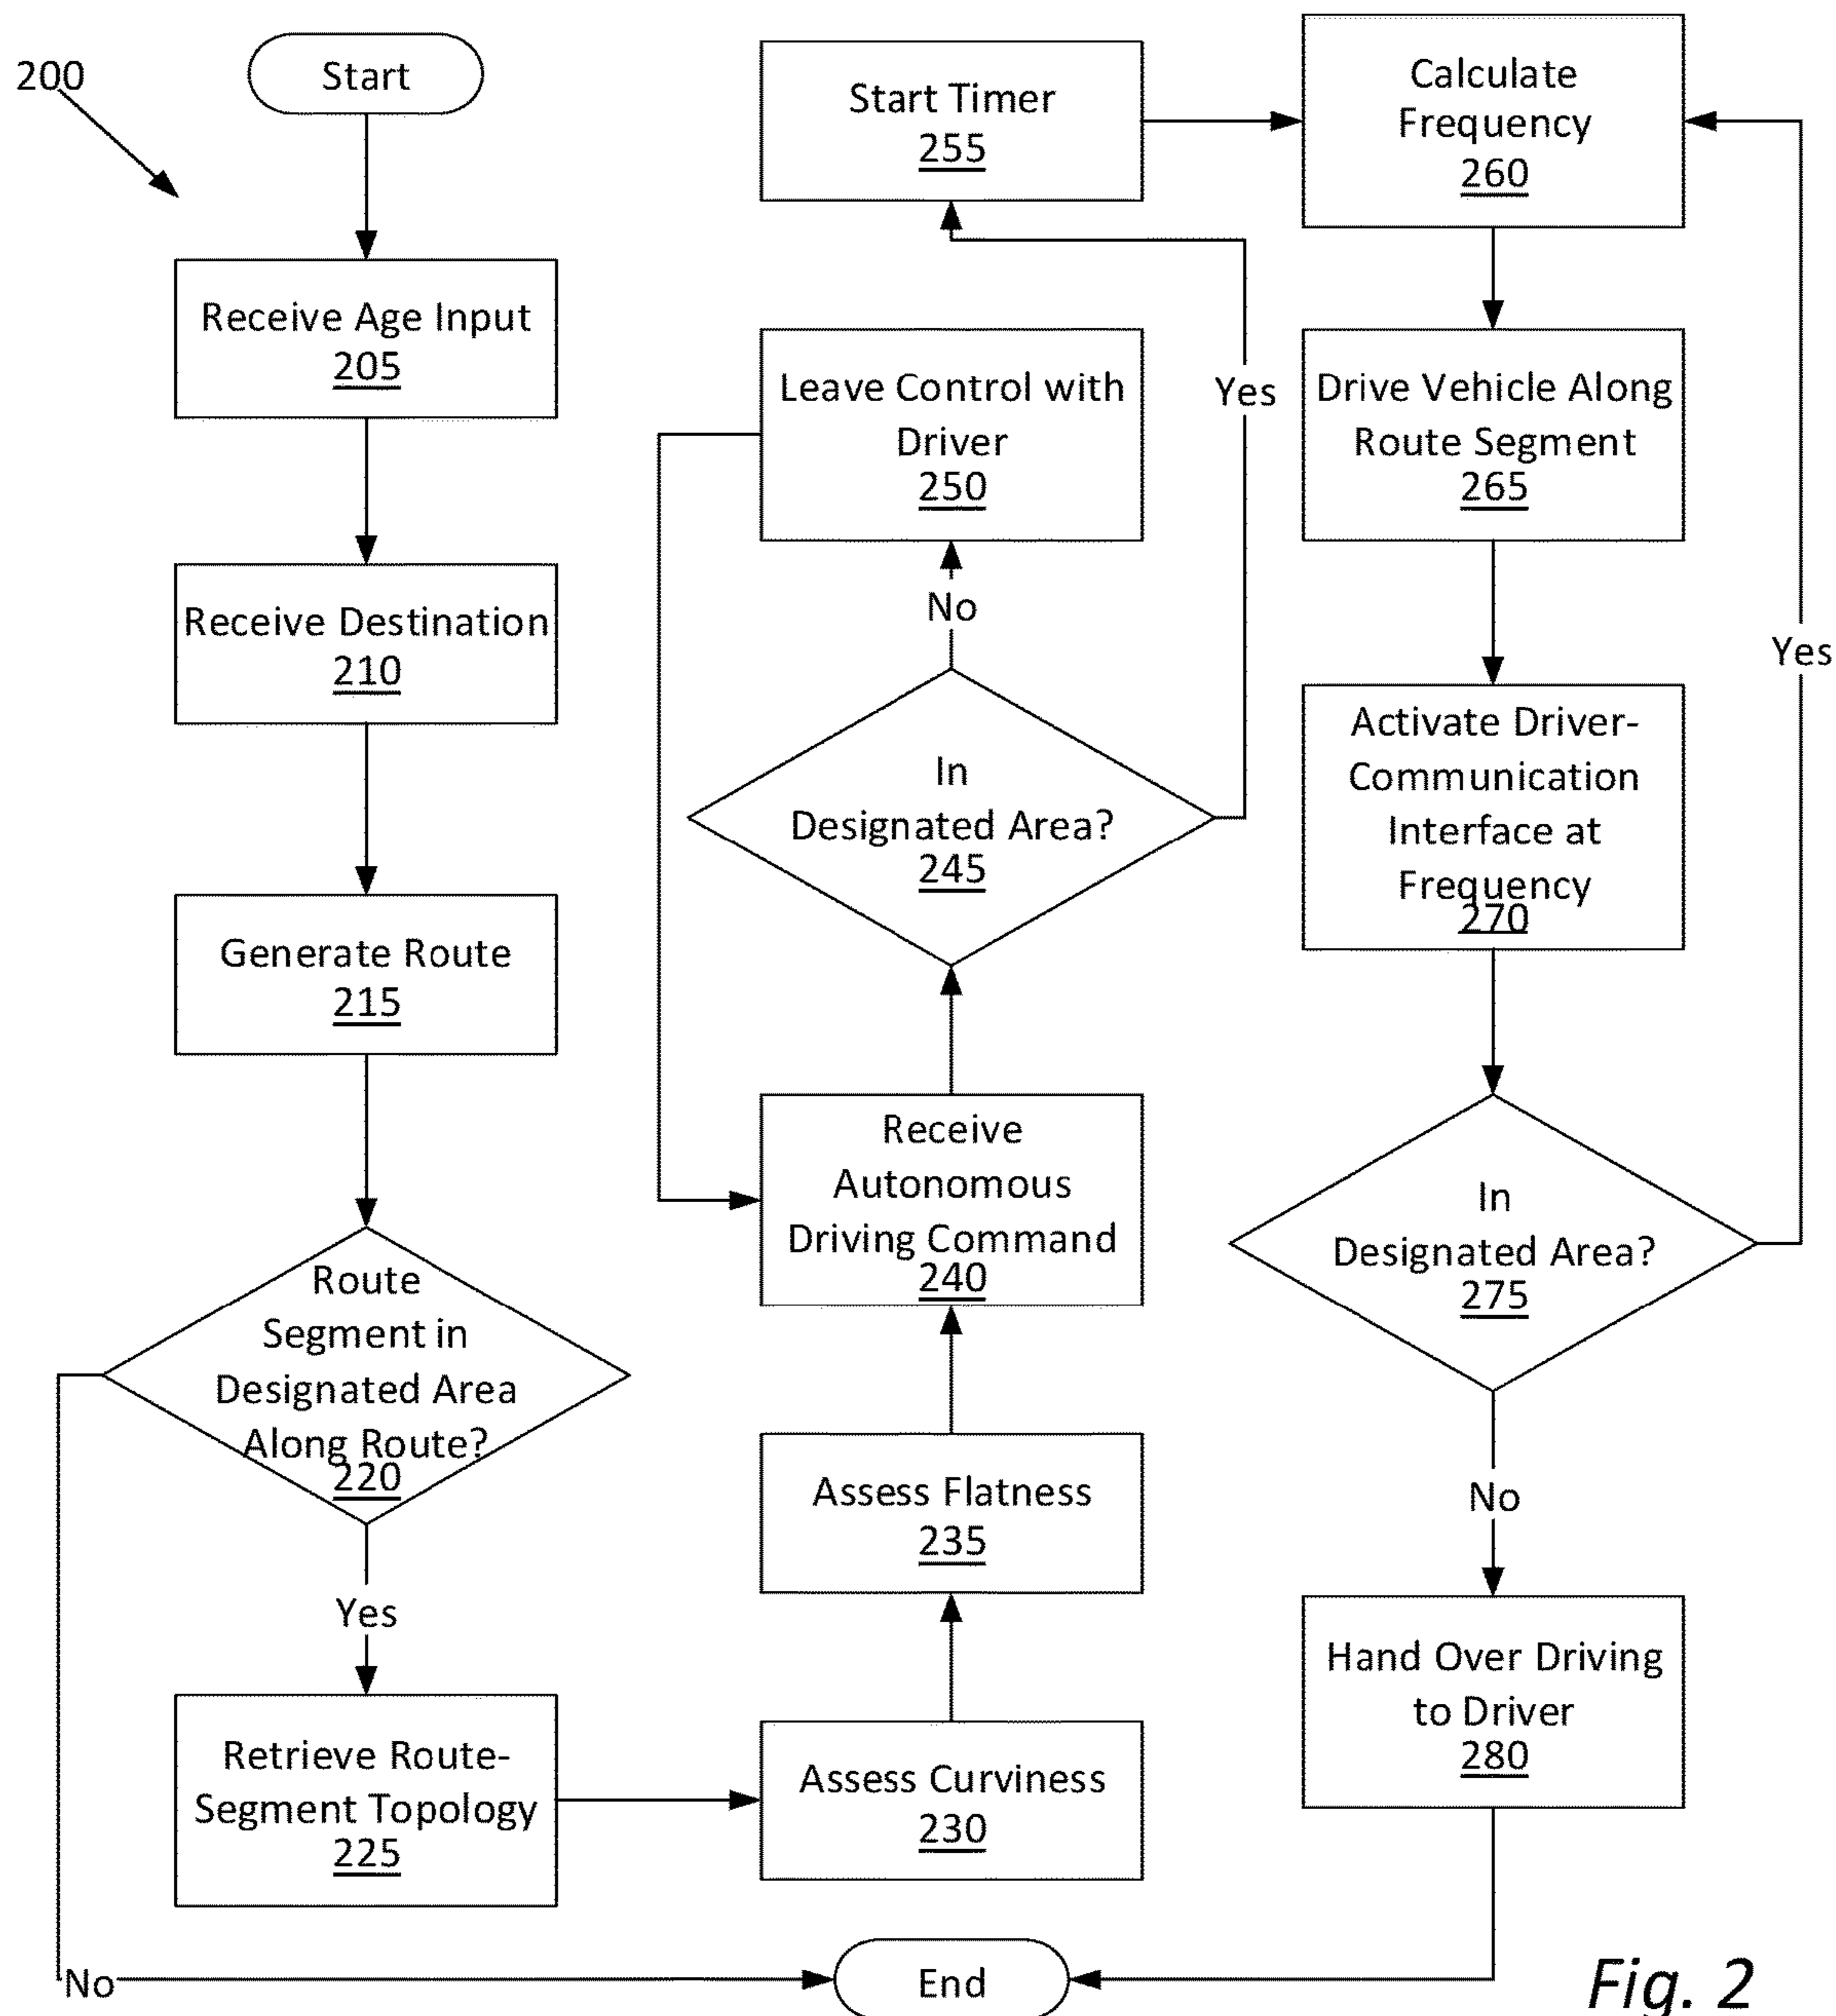 200
Start
Receive Age Input
205
Receive Destination
210
Generate Route
215
Route
Segment in
Designated Area
Along Route?
220
Yes
No
Retrieve Route-
Segment Topology
225
Assess Curviness
230
Assess Flatness
235
Receive
Autonomous
Driving Command
240
In
Designated Area?
245
No
Yes
Leave Control with
Driver
250
Start Timer
255
Calculate
Frequency
260
Drive Vehicle Along
Route Segment
265
Activate Driver-
Communication
Interface at
Frequency
270
In
Designated Area?
275
Yes
No
Hand Over Driving
to Driver
280
End
Fig. 2